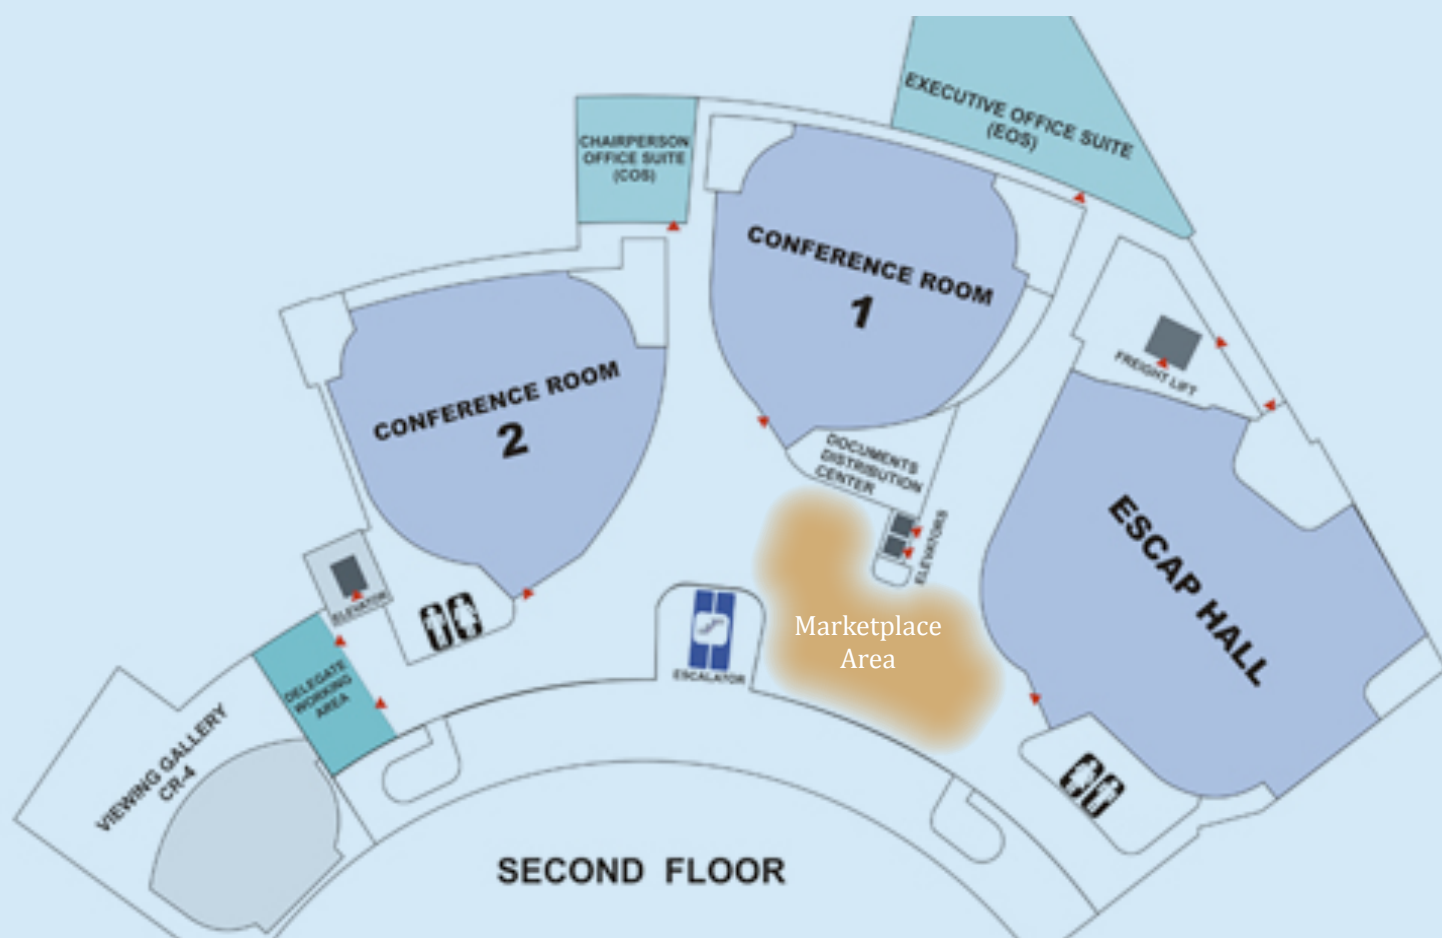 EXECUTIVE OFFICE SUITE
(EOS)
CHAIRPERSON
OFFICE SUITE
(COS)
CONFERENCE ROOM
1
FREIGHT LIFT
CONFERENCE ROOM
2
DOCUMENTS
DISTRIBUTION
CENTER
ELEVATORS
ESCAP HALL
ELEVATOR
Marketplace
Area
ESCALATOR
DELEGATE
WORKING
AREA
VIEWING GALLERY
CR-4
SECOND FLOOR